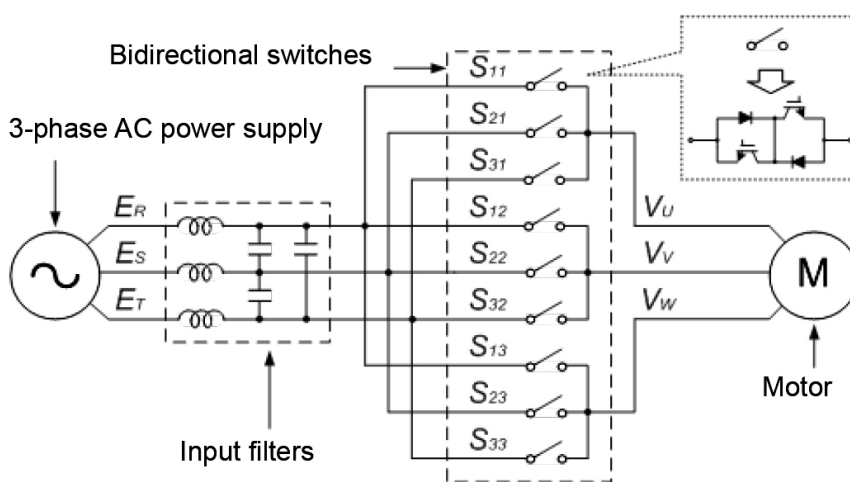 Bidirectional switches
3-phase AC power supply
S11
S21
S31
S12
S22
S32
S13
S23
S33
ER
ES
ET
VU
VV
VW
M
Motor
Input filters